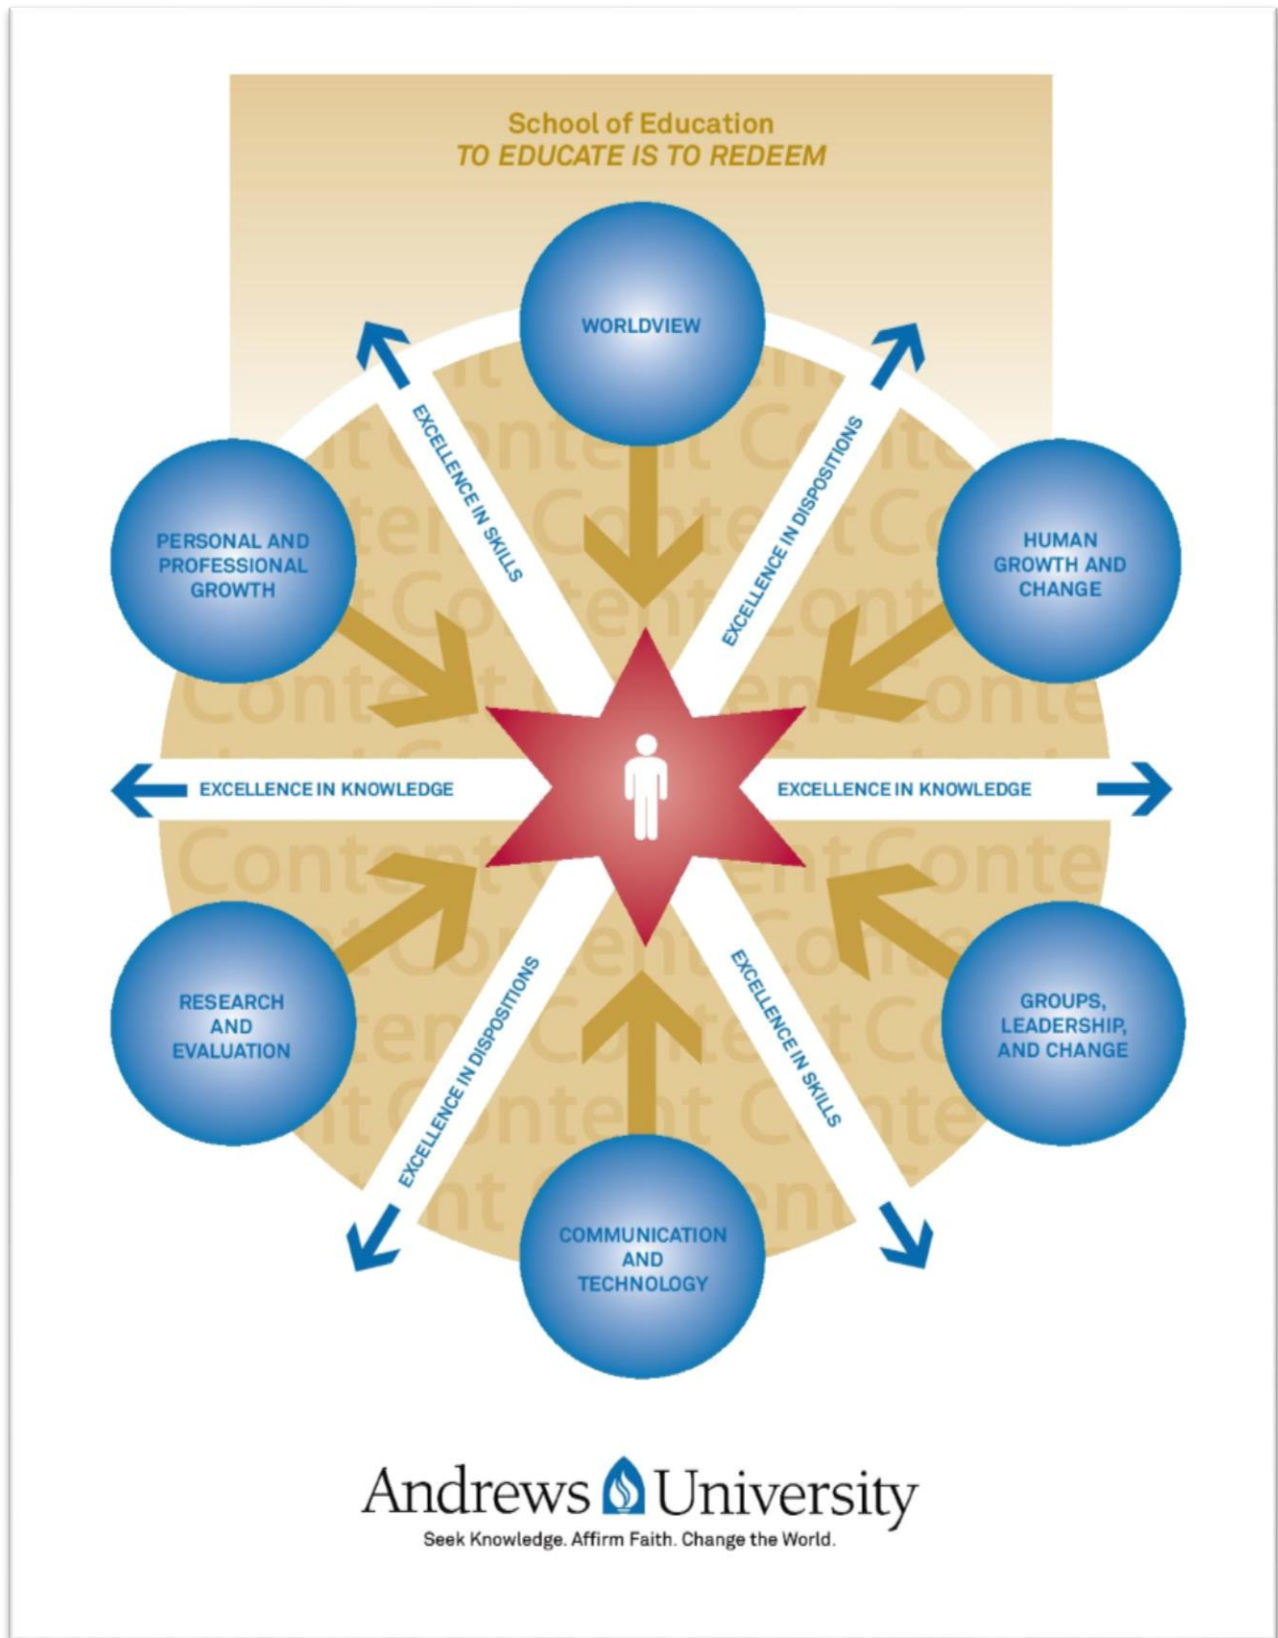 School of Education
TO EDUCATE IS TO REDEEM
WORLDVIEW
EXCELLENCE IN SKILLS
EXCELLENCE IN DISPOSITIONS
PERSONAL AND
PROFESSIONAL
GROWTH
HUMAN
GROWTH AND
CHANGE
EXCELLENCE IN KNOWLEDGE
EXCELLENCE IN KNOWLEDGE
Content
Conte
RESEARCH
AND
EVALUATION
EXCELLENCE IN DISPOSITIONS
EXCELLENCE IN SKILLS
GROUPS,
LEADERSHIP,
AND CHANGE
COMMUNICATION
AND
TECHNOLOGY
Andrews University
Seek Knowledge. Affirm Faith. Change the World.